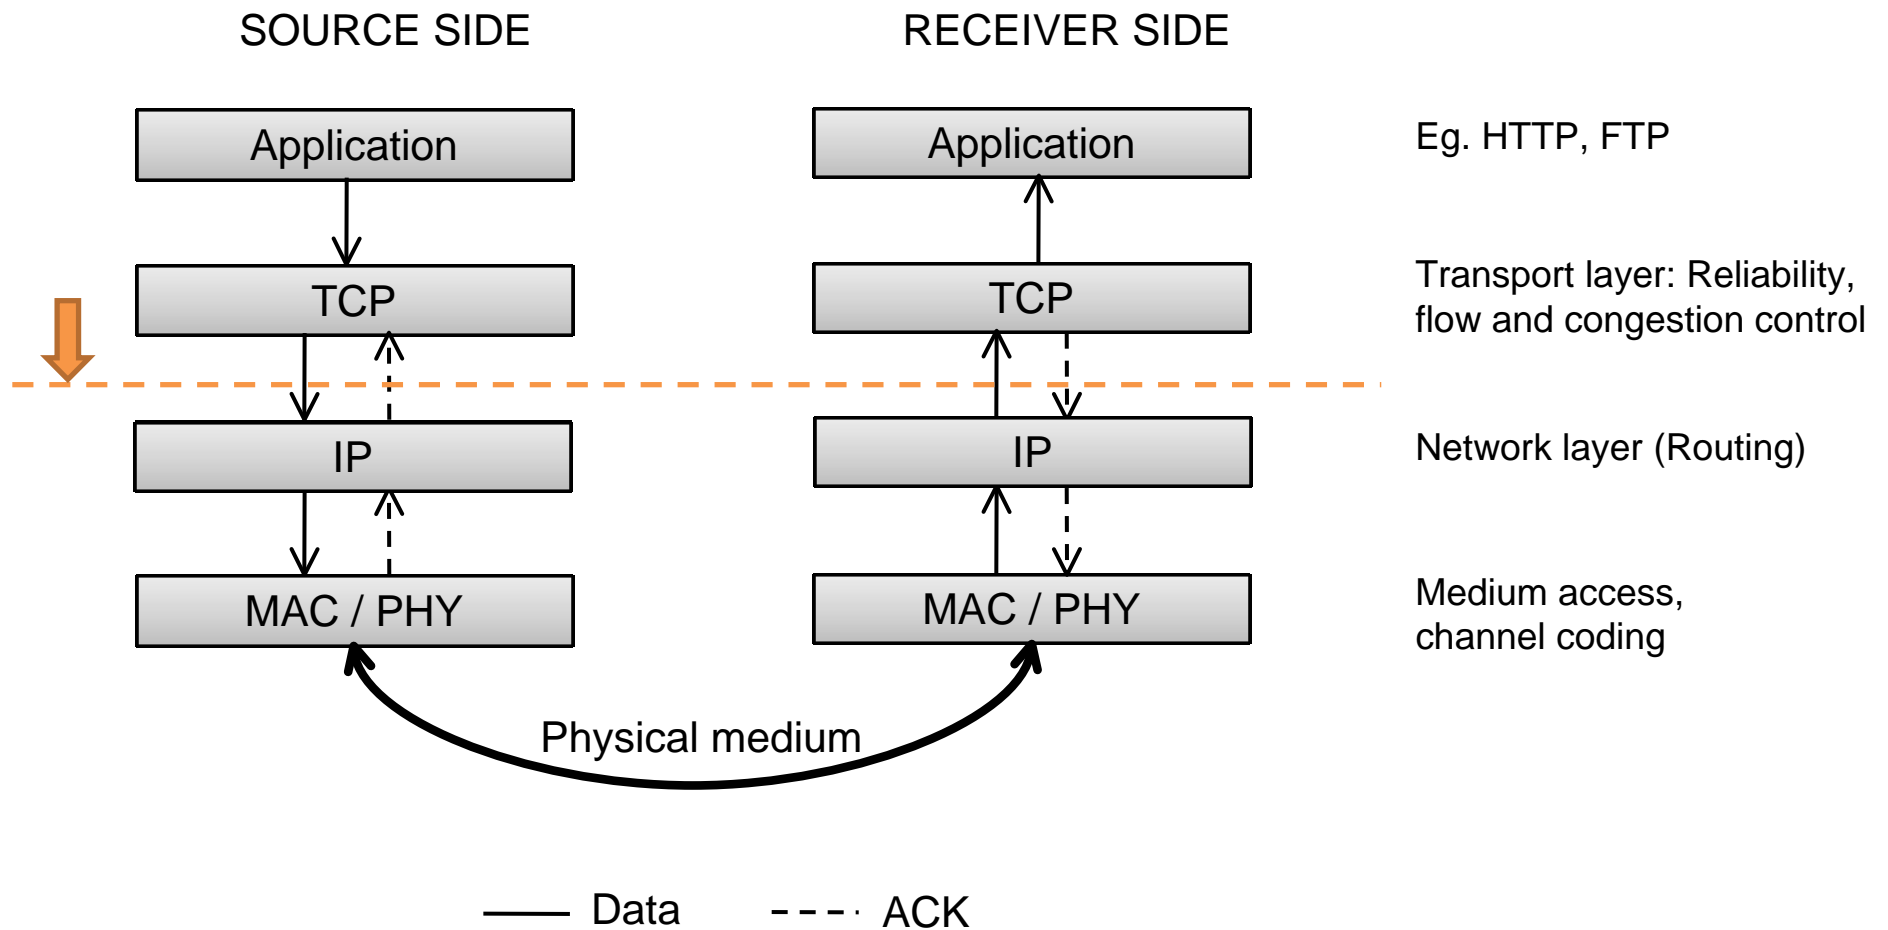 SOURCE SIDE
RECEIVER SIDE
Application
Application
Eg. HTTP, FTP
TCP
TCP
Transport layer: Reliability,
flow and congestion control
IP
IP
Network layer (Routing)
MAC / PHY
MAC / PHY
Medium access,
channel coding
Physical medium
Data
ACK